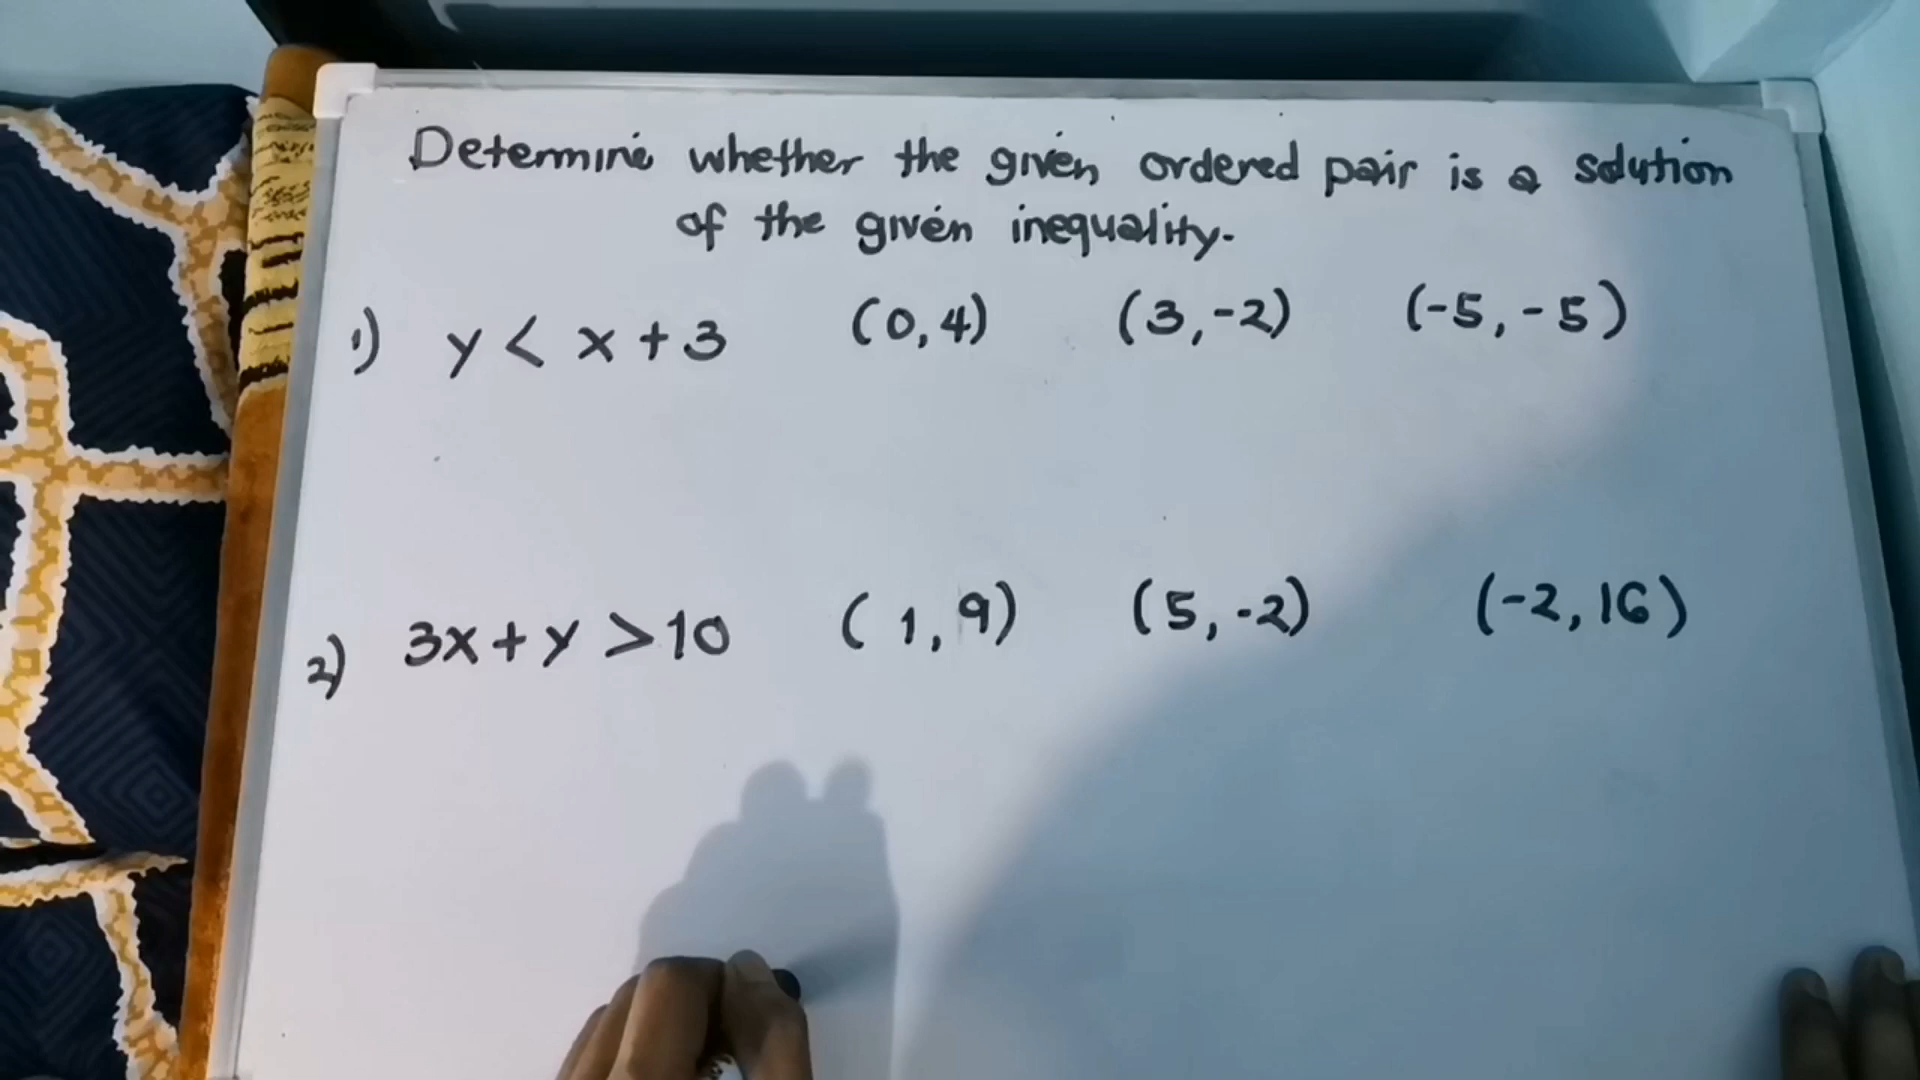 Determine whether the given ordered pair is a solution
of the given inequality.
1) y < x + 3 (0, 4) (3, -2) (-5, -5)
2) 3x + y > 10 (1, 9) (5, -2) (-2, 16)